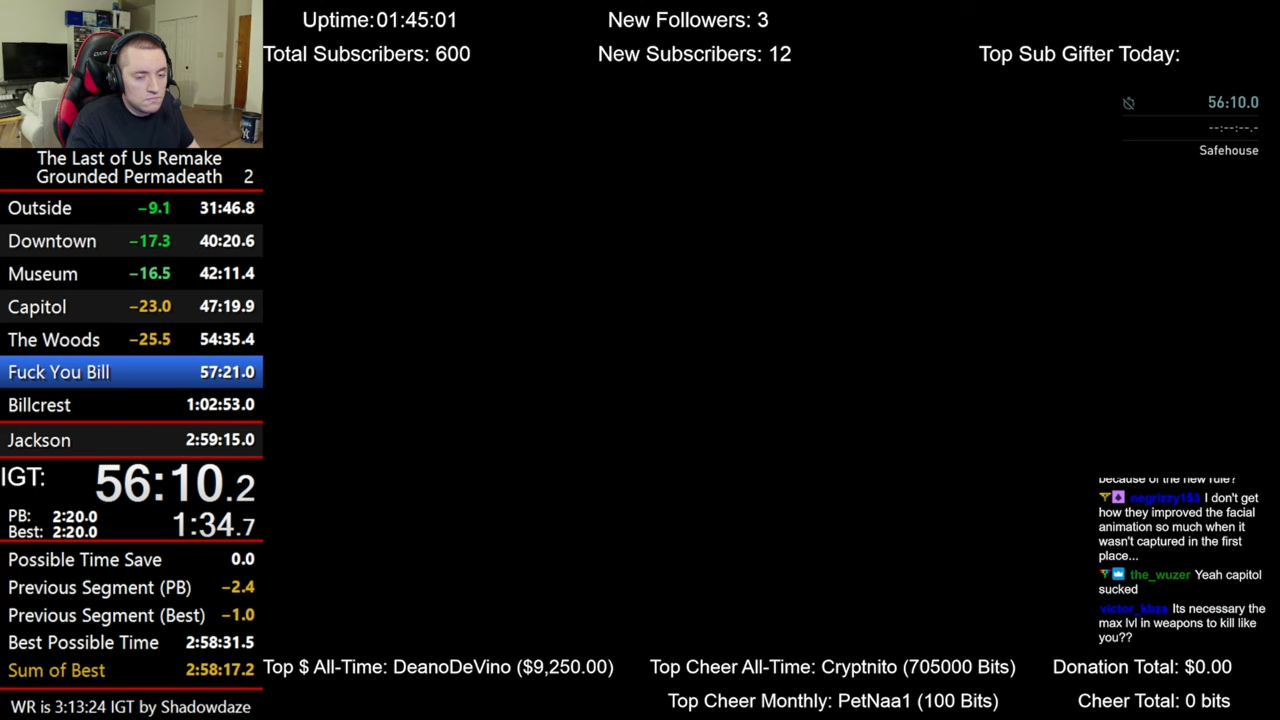 Uptime:01:45:01
New Followers: 3
Total Subscribers: 600
New Subscribers: 12
Top Sub Gifter Today:
56:10.0
--:--:--.-
Safehouse
The Last of Us Remake
Grounded Permadeath 2
Outside -9.1 31:46.8
Downtown -17.3 40:20.6
Museum -16.5 42:11.4
Capitol -23.0 47:19.9
The Woods -25.5 54:35.4
Fuck You Bill 57:21.0
Billcrest 1:02:53.0
Jackson 2:59:15.0
IGT: 56:10.2
PB: 2:20.0
Best: 2:20.0
1:34.7
Possible Time Save 0.0
Previous Segment (PB) -2.4
Previous Segment (Best) -1.0
Best Possible Time 2:58:31.5
Sum of Best 2:58:17.2
WR is 3:13:24 IGT by Shadowdaze
because of the new rule?
negrizzy153 I don't get
how they improved the facial
animation so much when it
wasn't captured in the first
place...
the_wuzer Yeah capitol
sucked
victor_kbza Its necessary the
max lvl in weapons to kill like
you??
Top $ All-Time: DeanoDeVino ($9,250.00)
Top Cheer All-Time: Cryptnito (705000 Bits)
Donation Total: $0.00
Top Cheer Monthly: PetNaa1 (100 Bits)
Cheer Total: 0 bits